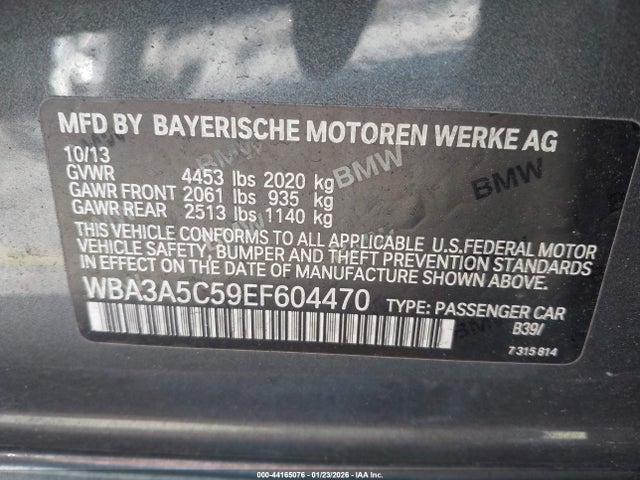 MFD BY BAYERISCHE MOTOREN WERKE AG
10/13
GVWR 4453 lbs 2020 kg
GAWR FRONT 2061 lbs 935 kg
GAWR REAR 2513 lbs 1140 kg
THIS VEHICLE CONFORMS TO ALL APPLICABLE U.S.FEDERAL MOTOR
VEHICLE SAFETY, BUMPER AND THEFT PREVENTION STANDARDS
IN EFFECT ON THE DATE OF MANUFACTURE SHOWN ABOVE.
WBA3A5C59EF604470 TYPE: PASSENGER CAR
B39/
7 315 814
BMW
BMW
BMW
000-44165076 - 01/23/2026 - IAA Inc.